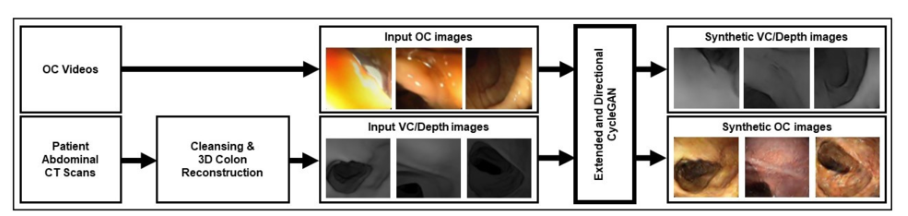 OC Videos
Input OC images
Extended and Directional
CycleGAN
Synthetic VC/Depth images
Patient
Abdominal
CT Scans
Cleansing &
3D Colon
Reconstruction
Input VC/Depth images
Synthetic OC images